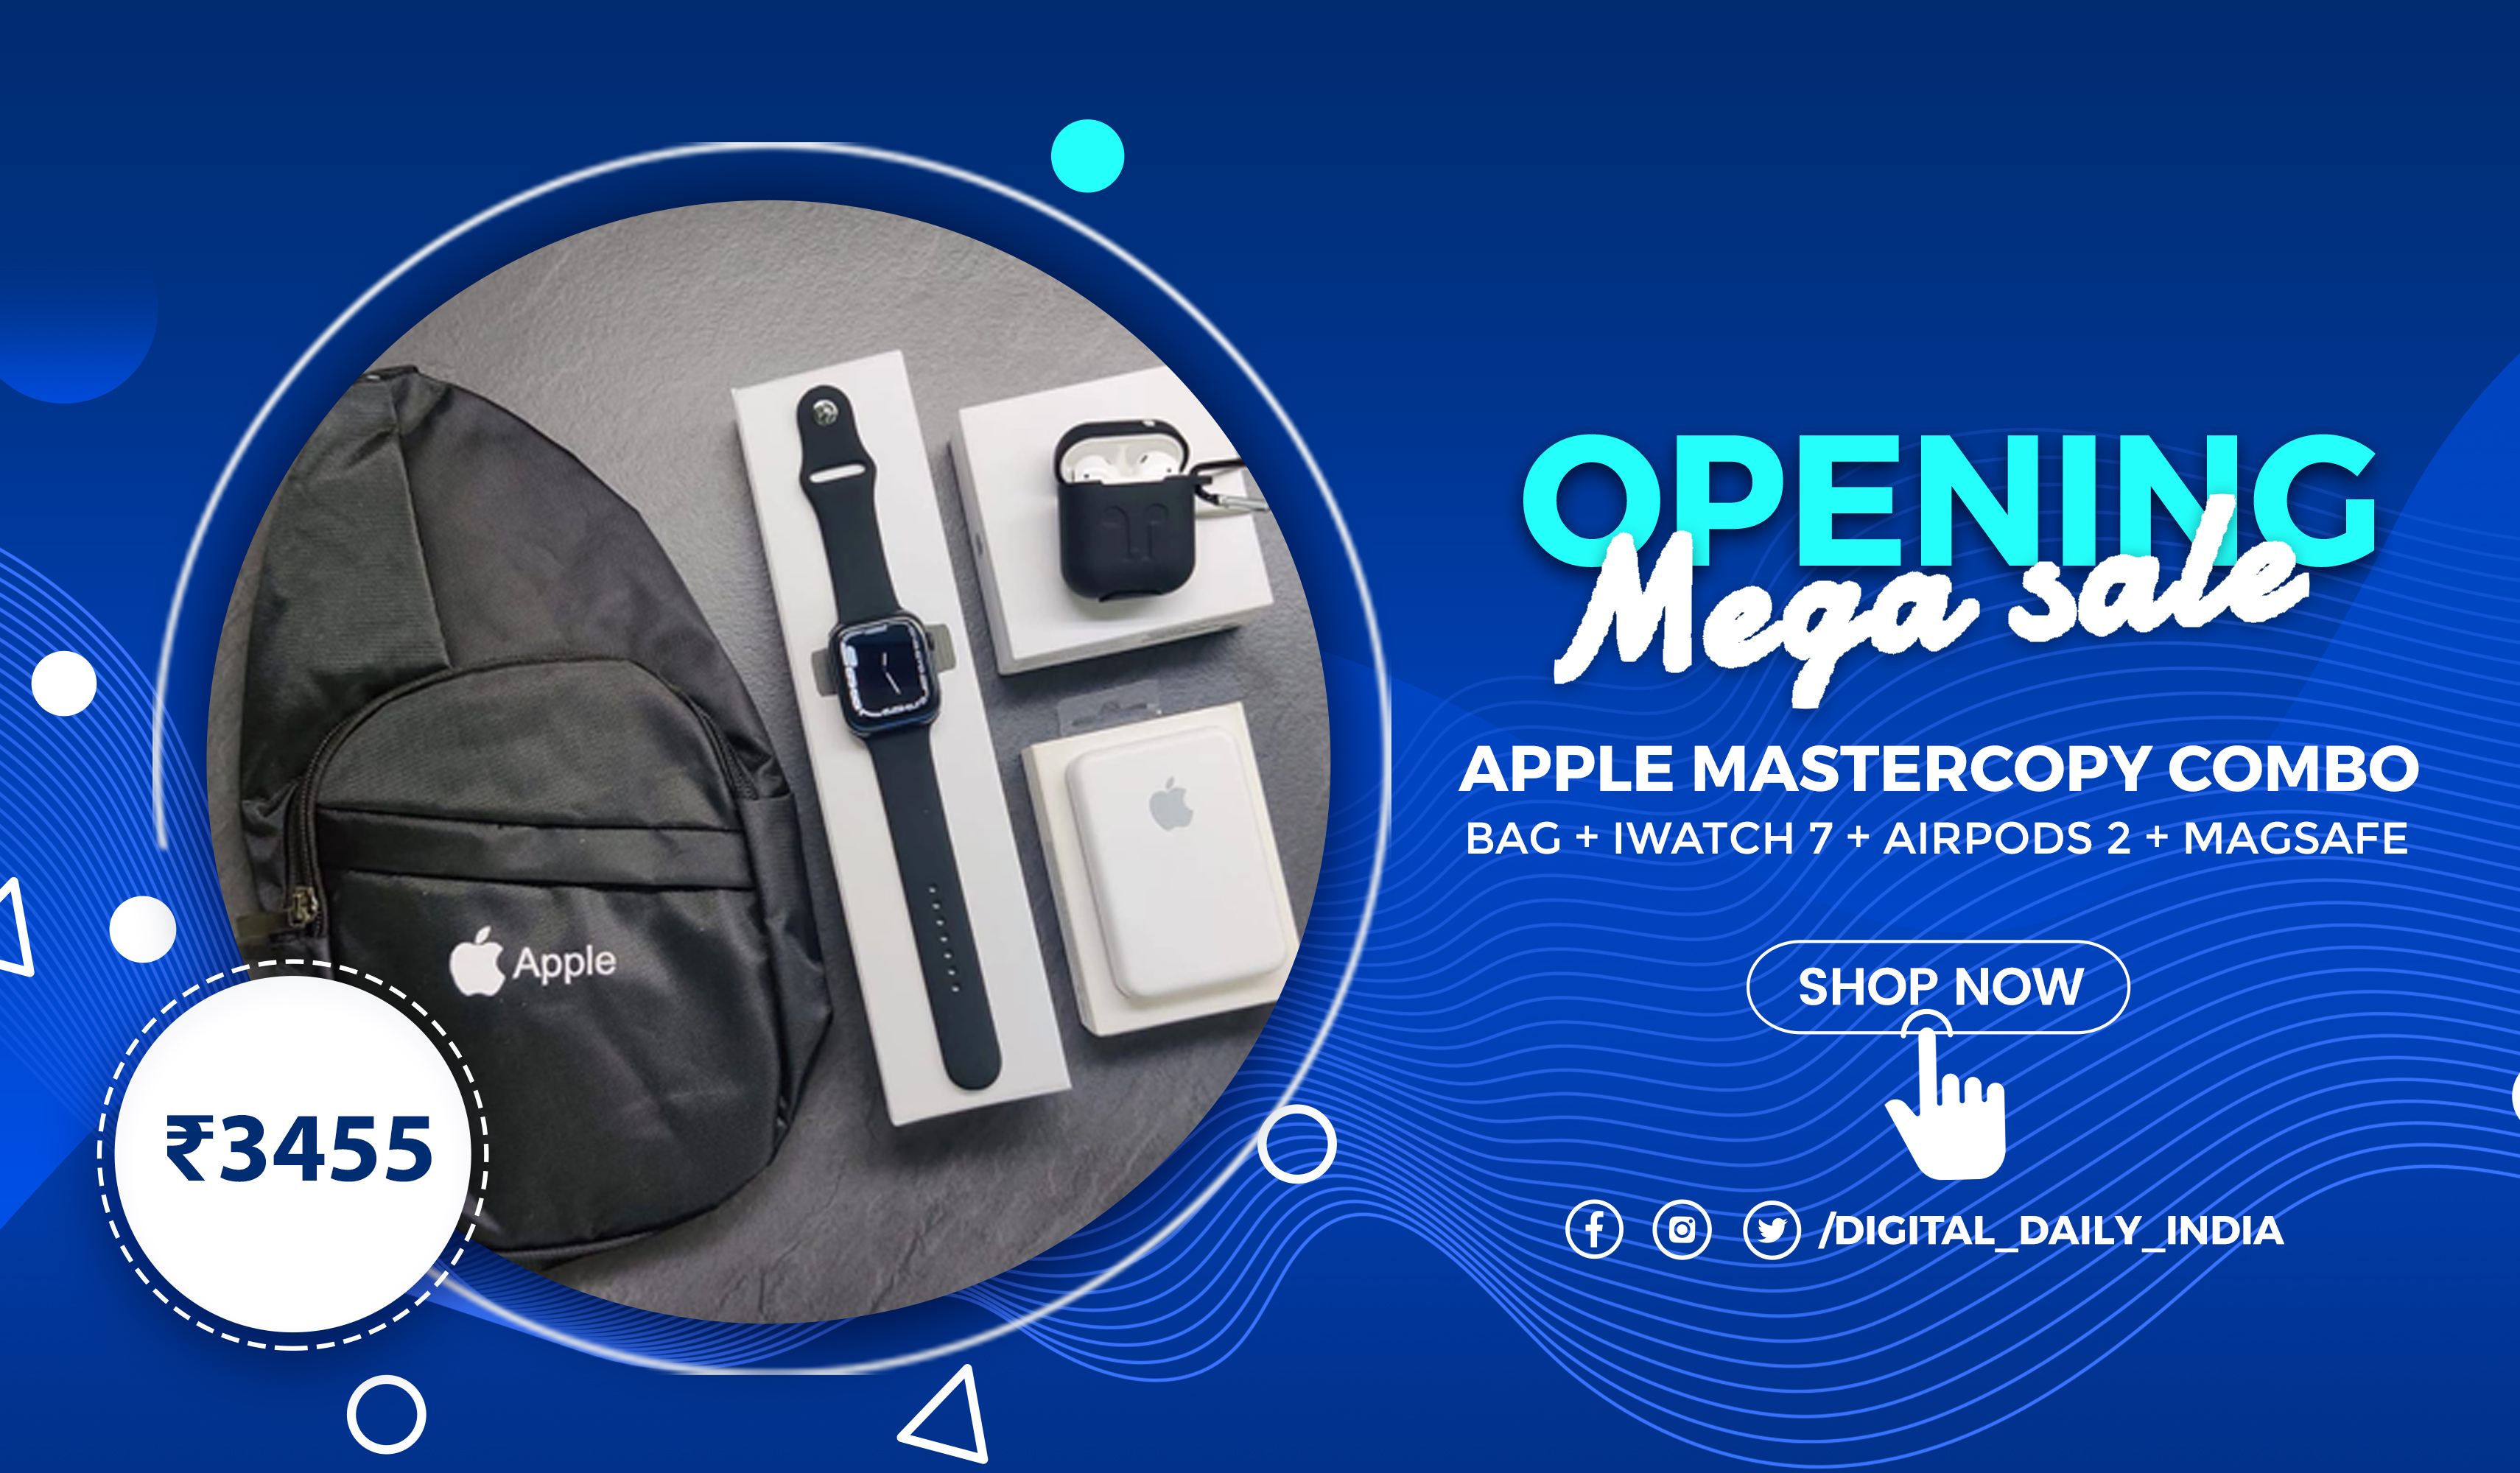 OPENING
Mega sale
APPLE MASTERCOPY COMBO
BAG + IWATCH 7 + AIRPODS 2 + MAGSAFE
SHOP NOW
/DIGITAL_DAILY_INDIA
Apple
₹3455